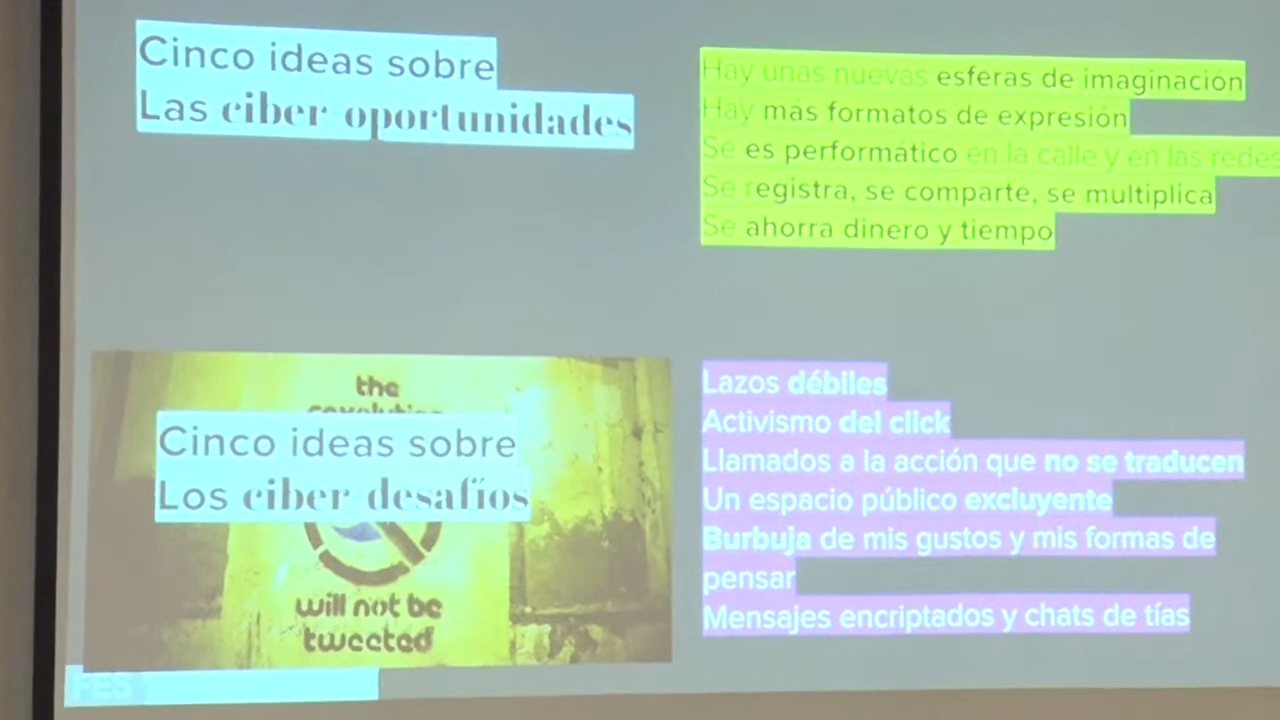 Cinco ideas sobre
Las ciber-oportunidades
Hay unas nuevas esferas de imaginación
Hay más formatos de expresión
Se es performático en la calle y en las redes
Se registra, se comparte, se multiplica
Se ahorra dinero y tiempo
the
revolution
Cinco ideas sobre
Los ciber-desafíos
will not be
tweeted
Lazos débiles
Activismo del click
Llamados a la acción que no se traducen
Un espacio público excluyente
Burbuja de mis gustos y mis formas de
pensar
Mensajes encriptados y chats de tías
FES